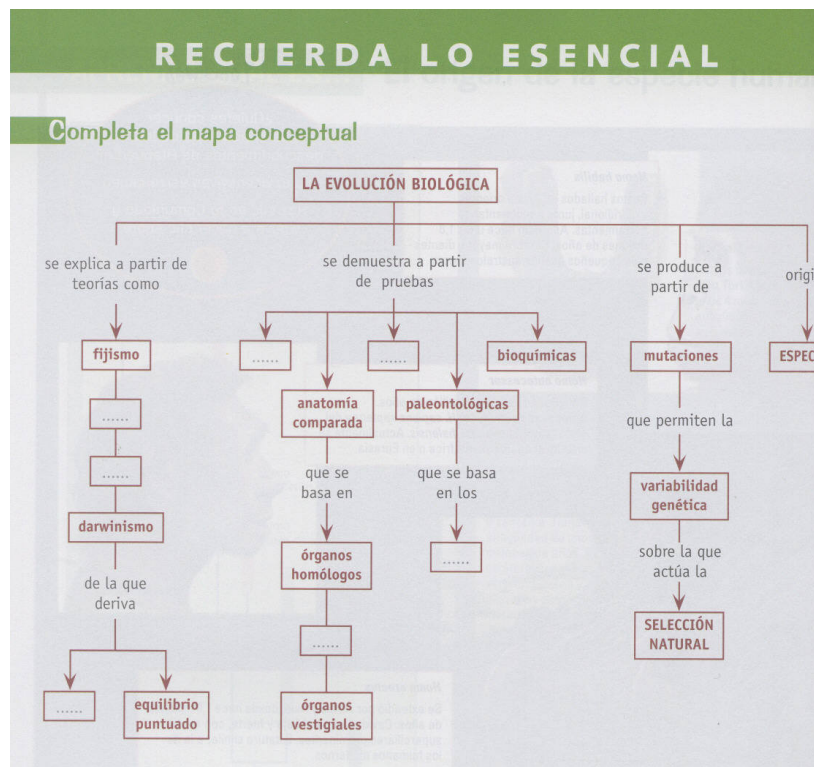 RECUERDA LO ESENCIAL
Completa el mapa conceptual
LA EVOLUCIÓN BIOLÓGICA
se explica a partir de
teorías como
se demuestra a partir
de pruebas
se produce a
partir de
origi
fijismo
......
......
bioquímicas
mutaciones
ESPEC
anatomía
comparada
paleontológicas
......
......
que permiten la
que se
basa en
que se basa
en los
variabilidad
genética
darwinismo
órganos
homólogos
......
sobre la que
actúa la
de la que
deriva
......
SELECCIÓN
NATURAL
......
equilibrio
puntuado
órganos
vestigiales